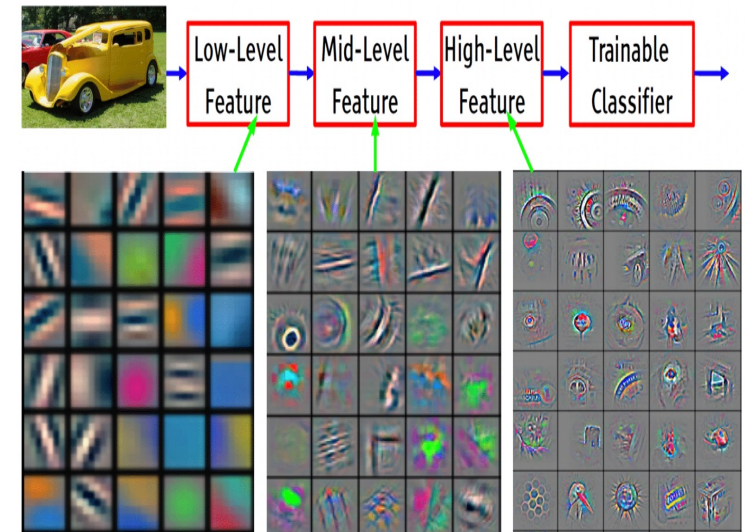 Low-Level
Feature
Mid-Level
Feature
High-Level
Feature
Trainable
Classifier